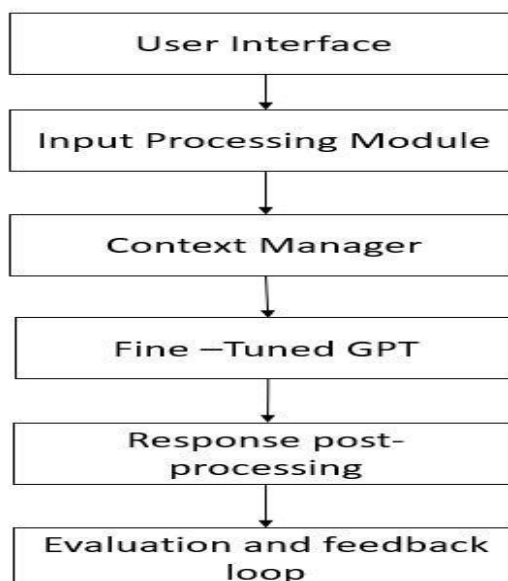 User Interface
Input Processing Module
Context Manager
Fine –Tuned GPT
Response post-
processing
Evaluation and feedback
loop